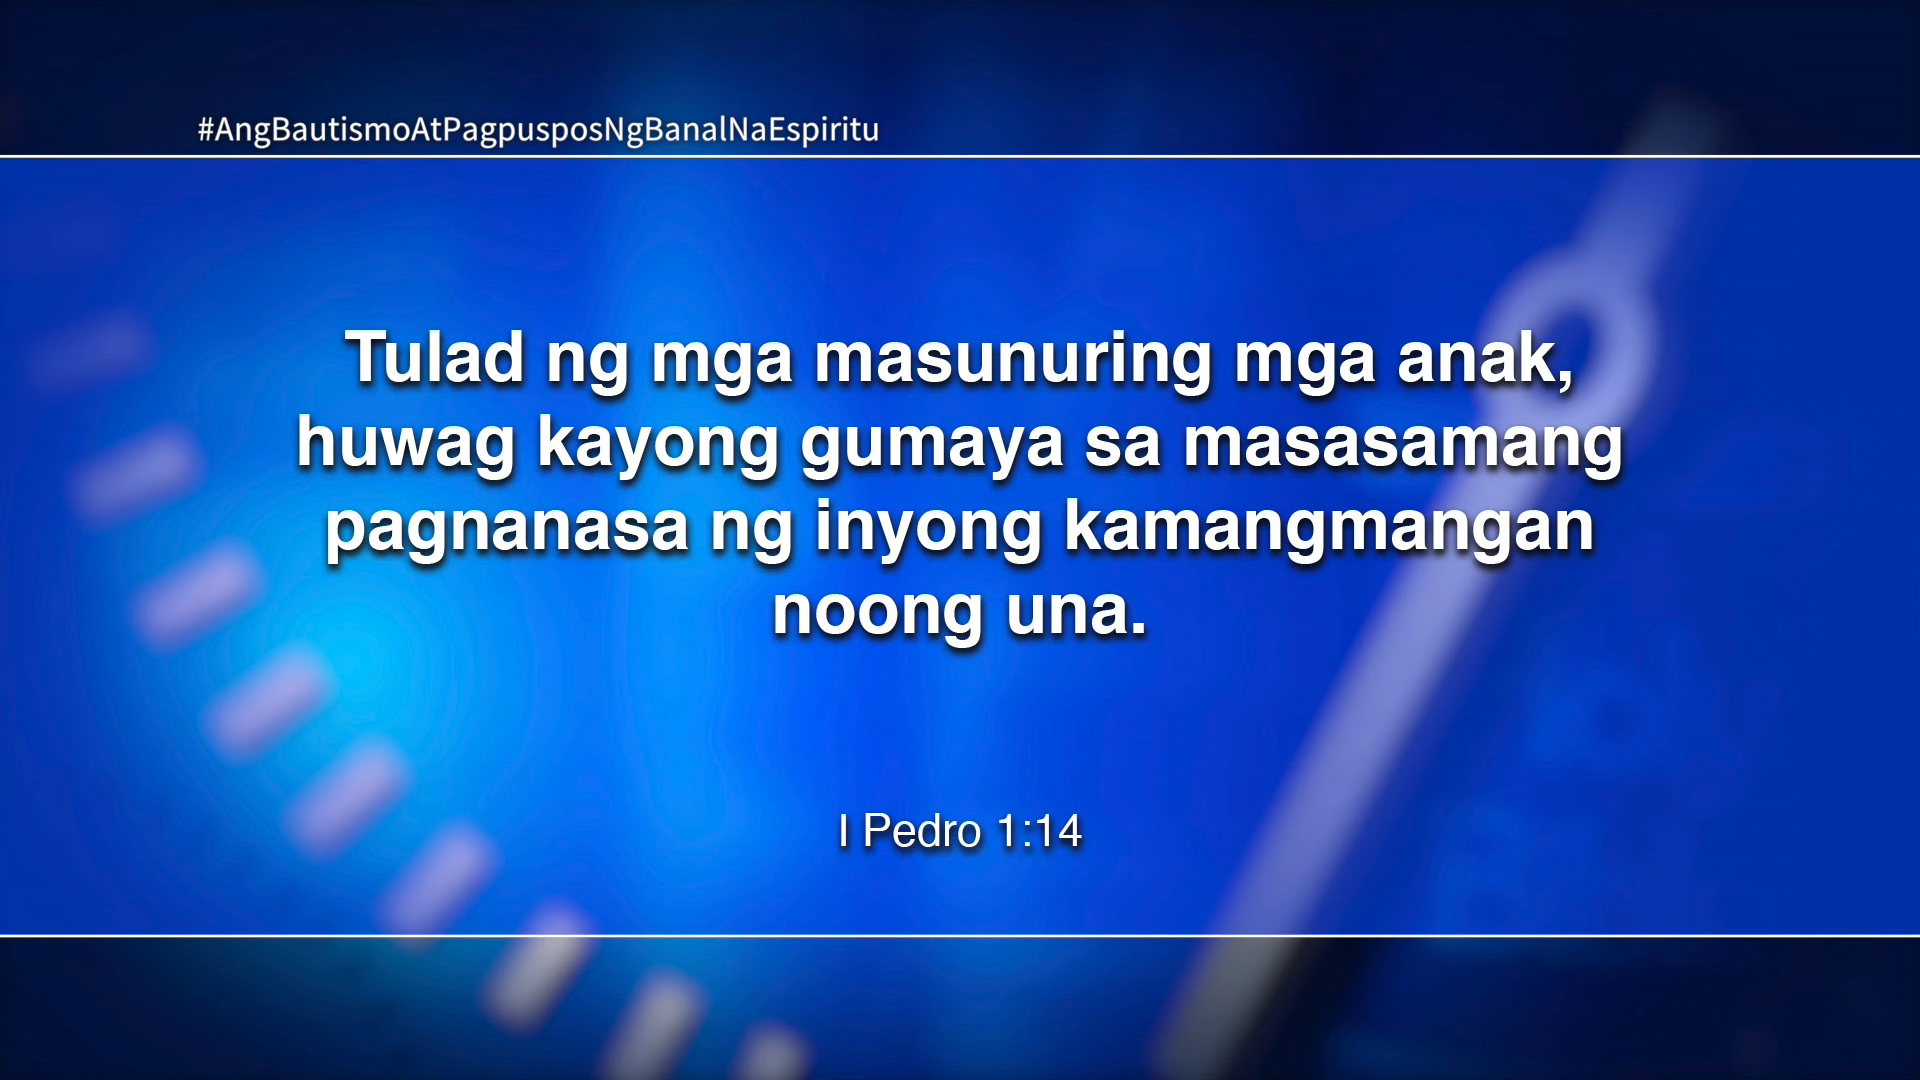 #AngBautismoAtPagpusposNgBanalNaEspiritu
Tulad ng mga masunuring mga anak,
huwag kayong gumaya sa masasamang
pagnanasa ng inyong kamangmangan
noong una.
I Pedro 1:14